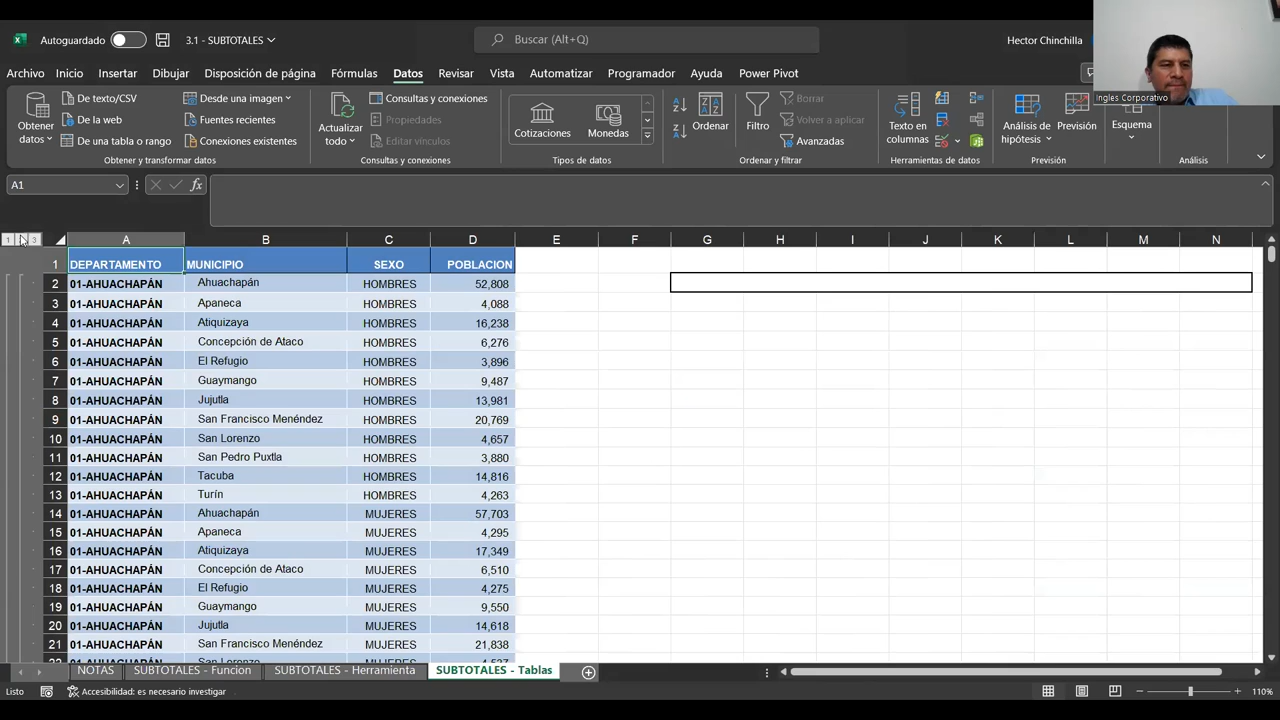 Autoguardado
3.1 - SUBTOTALES
Buscar (Alt+Q)
Hector Chinchilla
Ingles Corporativo
Archivo Inicio Insertar Dibujar Disposición de página Fórmulas Datos Revisar Vista Automatizar Programador Ayuda Power Pivot
Obtener datos
De texto/CSV
De la web
De una tabla o rango
Desde una imagen
Fuentes recientes
Conexiones existentes
Obtener y transformar datos
Actualizar todo
Consultas y conexiones
Propiedades
Editar vínculos
Consultas y conexiones
Cotizaciones
Monedas
Tipos de datos
Ordenar
Filtro
Borrar
Volver a aplicar
Avanzadas
Ordenar y filtrar
Texto en columnas
Herramientas de datos
Análisis de hipótesis
Previsión
Previsión
Esquema
Análisis
A1
fx
1 3
A B C D E F G H I J K L M N
1 DEPARTAMENTO MUNICIPIO SEXO POBLACION
2 01-AHUACHAPÁN Ahuachapán HOMBRES 52,808
3 01-AHUACHAPÁN Apaneca HOMBRES 4,088
4 01-AHUACHAPÁN Atiquizaya HOMBRES 16,238
5 01-AHUACHAPÁN Concepción de Ataco HOMBRES 6,276
6 01-AHUACHAPÁN El Refugio HOMBRES 3,896
7 01-AHUACHAPÁN Guaymango HOMBRES 9,487
8 01-AHUACHAPÁN Jujutla HOMBRES 13,981
9 01-AHUACHAPÁN San Francisco Menéndez HOMBRES 20,769
10 01-AHUACHAPÁN San Lorenzo HOMBRES 4,657
11 01-AHUACHAPÁN San Pedro Puxtla HOMBRES 3,880
12 01-AHUACHAPÁN Tacuba HOMBRES 14,816
13 01-AHUACHAPÁN Turín HOMBRES 4,263
14 01-AHUACHAPÁN Ahuachapán MUJERES 57,703
15 01-AHUACHAPÁN Apaneca MUJERES 4,295
16 01-AHUACHAPÁN Atiquizaya MUJERES 17,349
17 01-AHUACHAPÁN Concepción de Ataco MUJERES 6,510
18 01-AHUACHAPÁN El Refugio MUJERES 4,275
19 01-AHUACHAPÁN Guaymango MUJERES 9,550
20 01-AHUACHAPÁN Jujutla MUJERES 14,618
21 01-AHUACHAPÁN San Francisco Menéndez MUJERES 21,838
NOTAS SUBTOTALES - Función SUBTOTALES - Herramienta SUBTOTALES - Tablas
Listo
Accesibilidad: es necesario investigar
110%